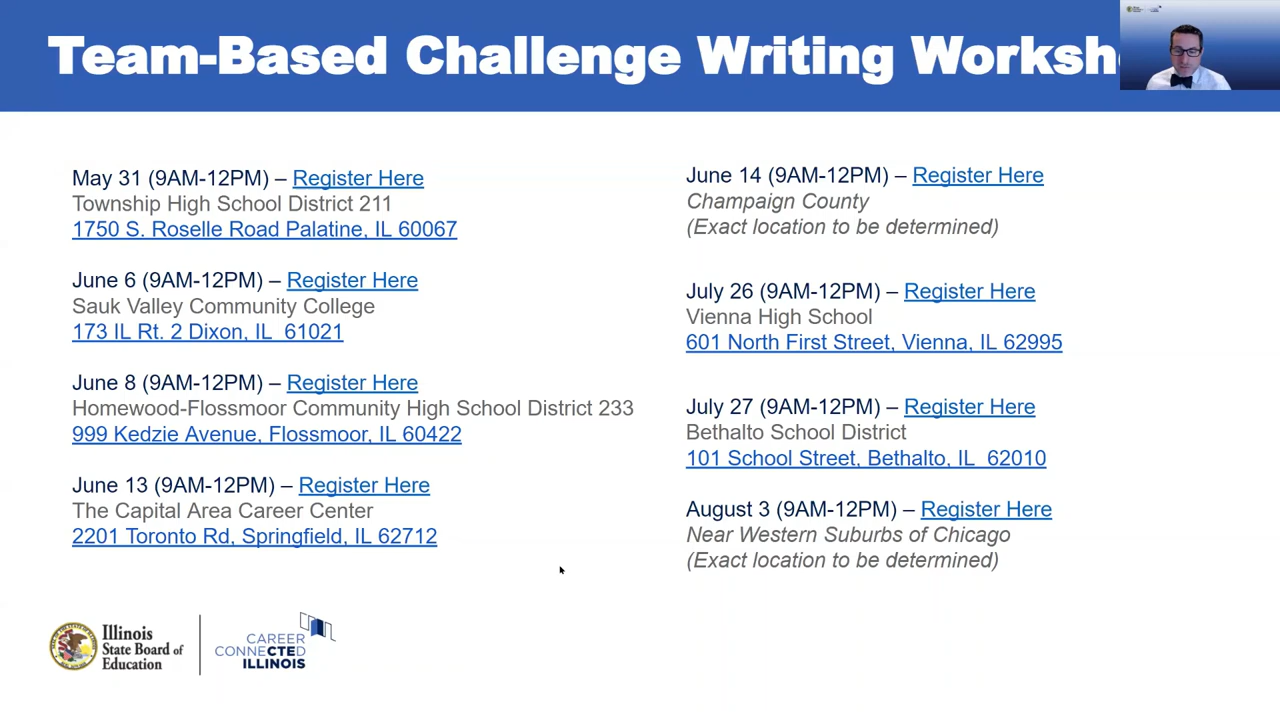 Team-Based Challenge Writing Worksh
May 31 (9AM-12PM) – Register Here
Township High School District 211
1750 S. Roselle Road Palatine, IL 60067
June 6 (9AM-12PM) – Register Here
Sauk Valley Community College
173 IL Rt. 2 Dixon, IL  61021
June 8 (9AM-12PM) – Register Here
Homewood-Flossmoor Community High School District 233
999 Kedzie Avenue, Flossmoor, IL 60422
June 13 (9AM-12PM) – Register Here
The Capital Area Career Center
2201 Toronto Rd, Springfield, IL 62712
June 14 (9AM-12PM) – Register Here
Champaign County
(Exact location to be determined)
July 26 (9AM-12PM) – Register Here
Vienna High School
601 North First Street, Vienna, IL 62995
July 27 (9AM-12PM) – Register Here
Bethalto School District
101 School Street, Bethalto, IL  62010
August 3 (9AM-12PM) – Register Here
Near Western Suburbs of Chicago
(Exact location to be determined)
Illinois
State Board of
Education
CAREER
CONNECTED
ILLINOIS